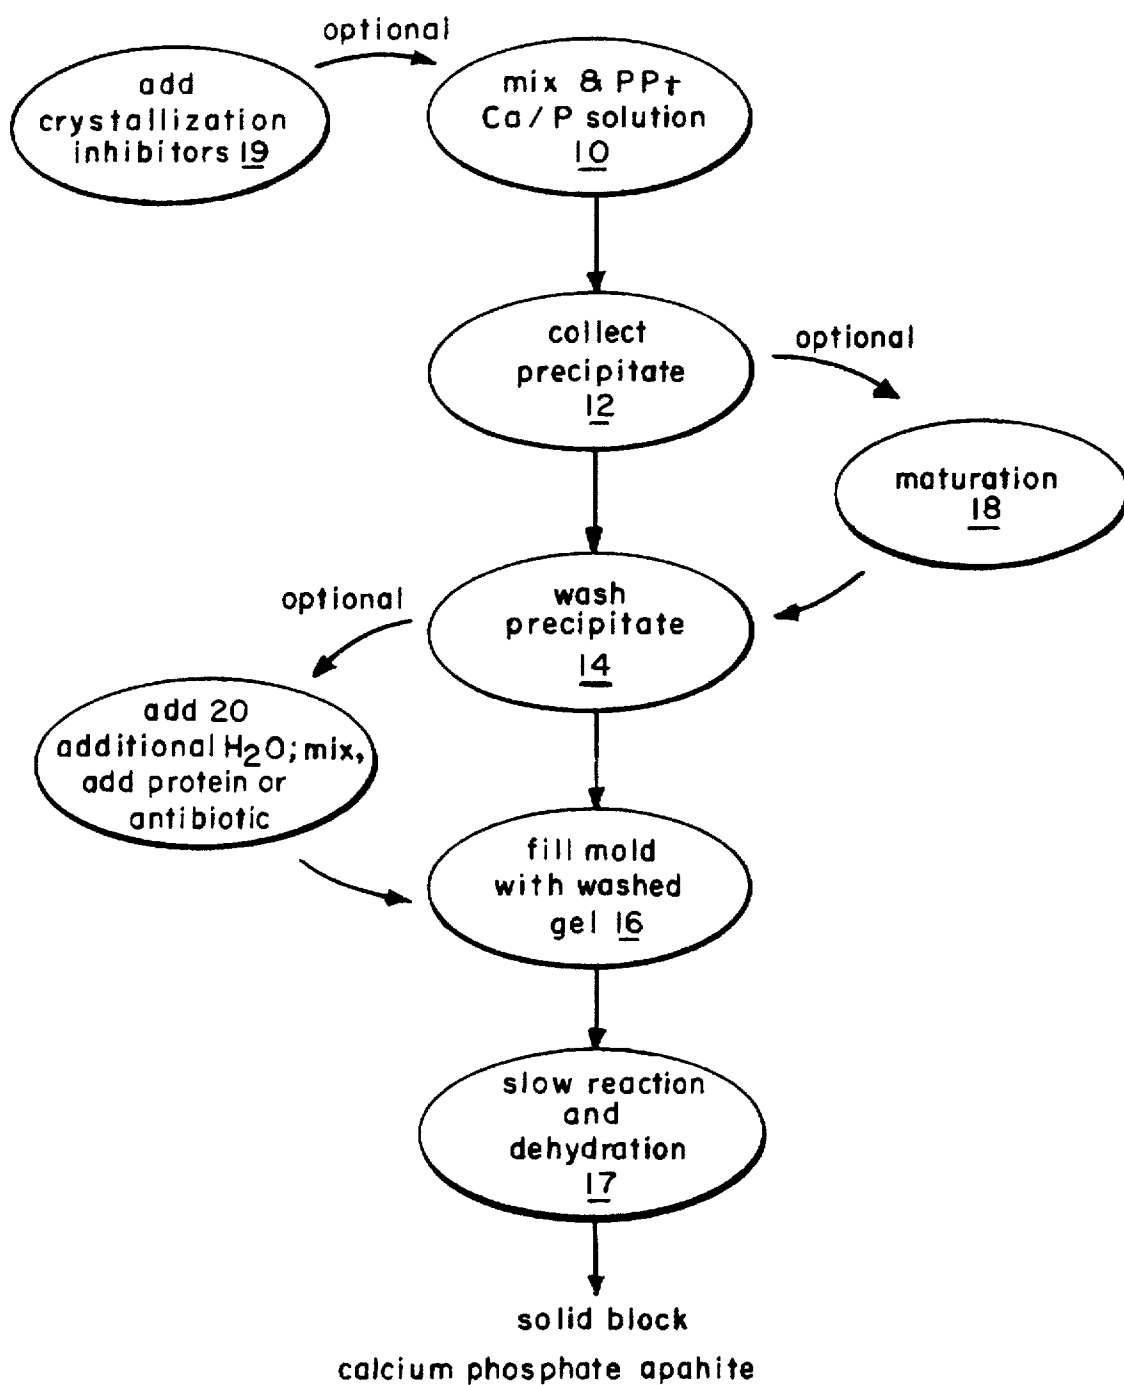 optional
add
crystallization
inhibitors 19
mix & PPt
Ca/P solution
10
collect
precipitate
12
optional
maturation
18
wash
precipitate
14
optional
add 20
additional H₂O; mix,
add protein or
antibiotic
fill mold
with washed
gel 16
slow reaction
and
dehydration
17
solid block
calcium phosphate apahite